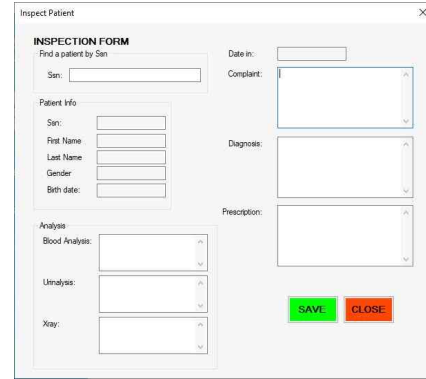 Inspect Patient
INSPECTION FORM
Find a patient by Ssn
Ssn:
Patient Info
Ssn:
First Name
Last Name
Gender
Birth date:
Analysis
Blood Analysis:
Urinalysis:
Xray:
Date in:
Complaint:
Diagnosis:
Prescription:
SAVE
CLOSE